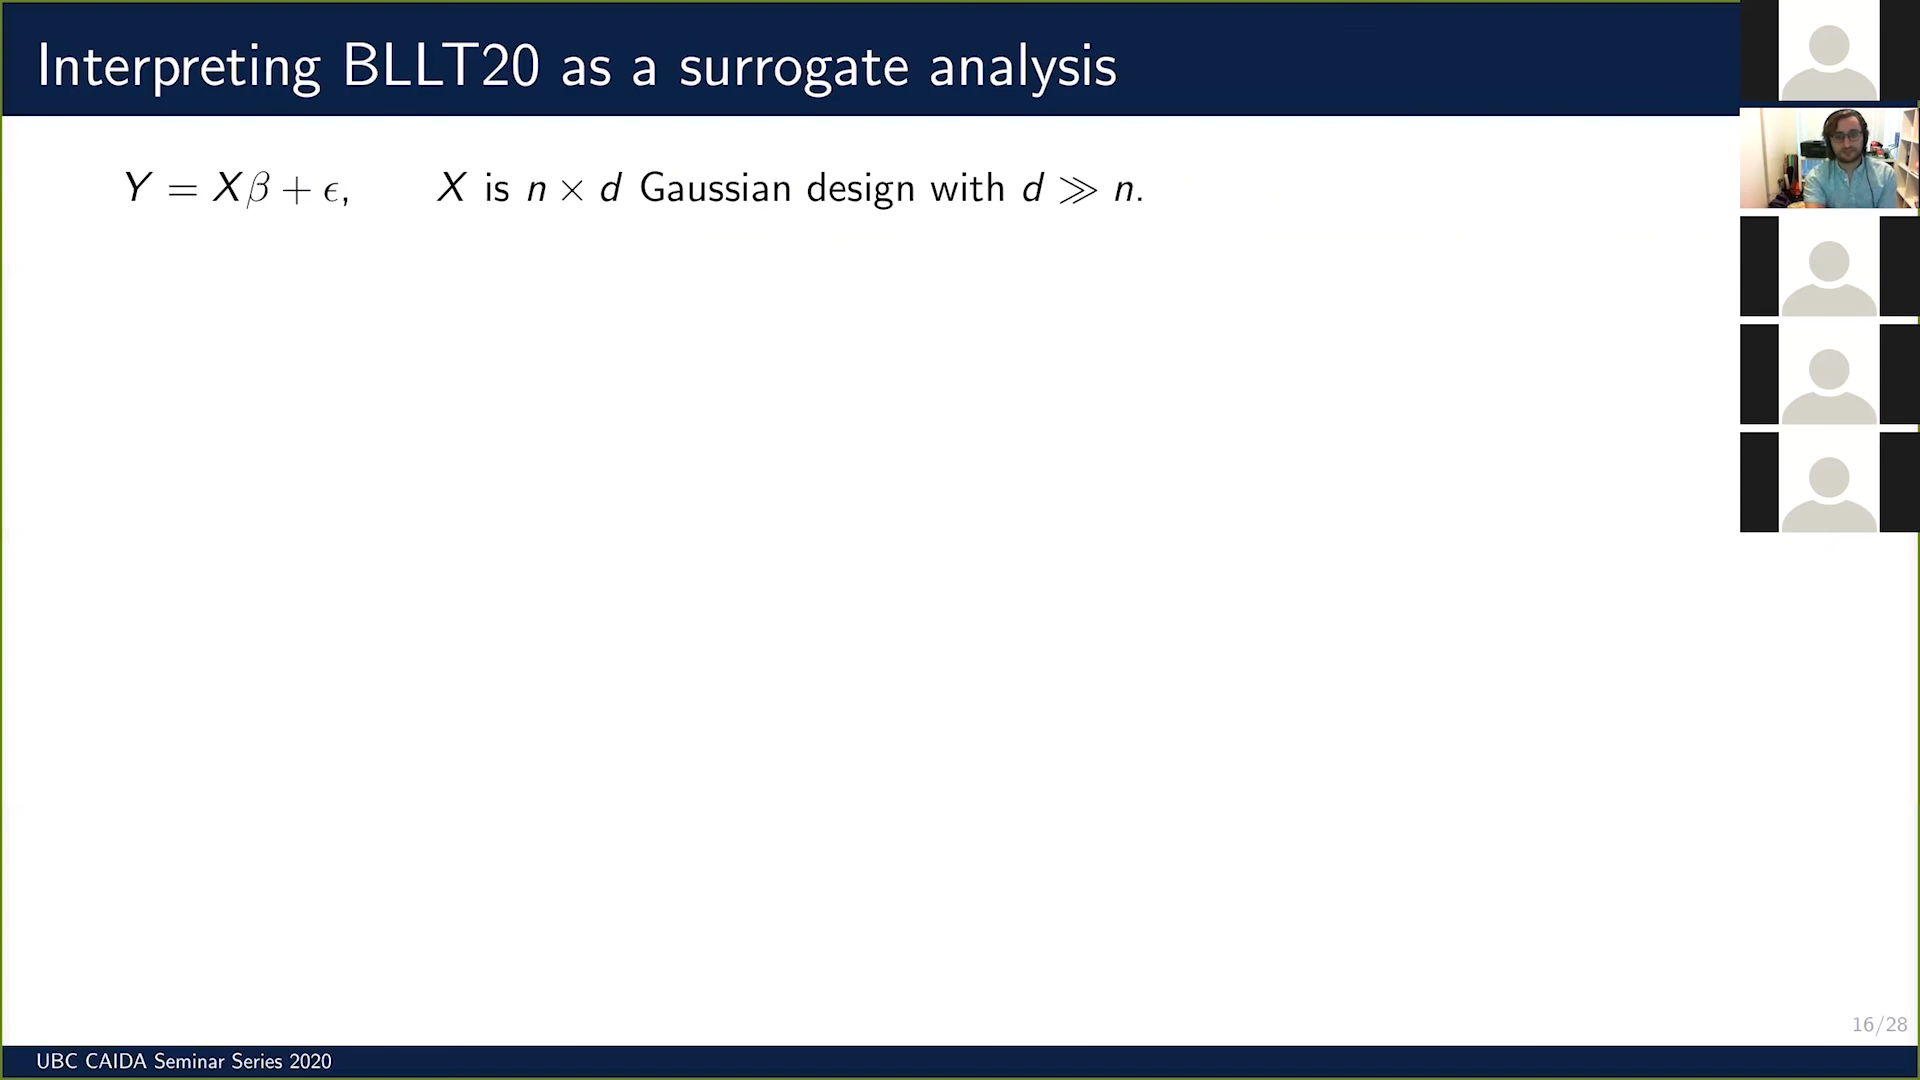 Interpreting BLLT20 as a surrogate analysis
Y = Xβ + ϵ, X is n × d Gaussian design with d ≫ n.
16/28
UBC CAIDA Seminar Series 2020